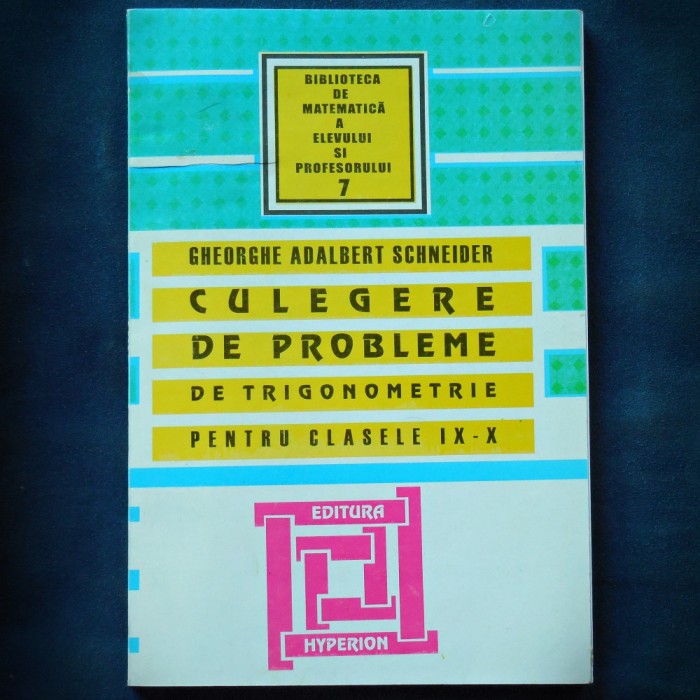 BIBLIOTECA
DE
MATEMATICĂ
A
ELEVULUI
SI
PROFESORULUI
7
GHEORGHE ADALBERT SCHNEIDER
CULEGERE
DE PROBLEME
DE TRIGONOMETRIE
PENTRU CLASELE IX-X
EDITURA
HYPERION